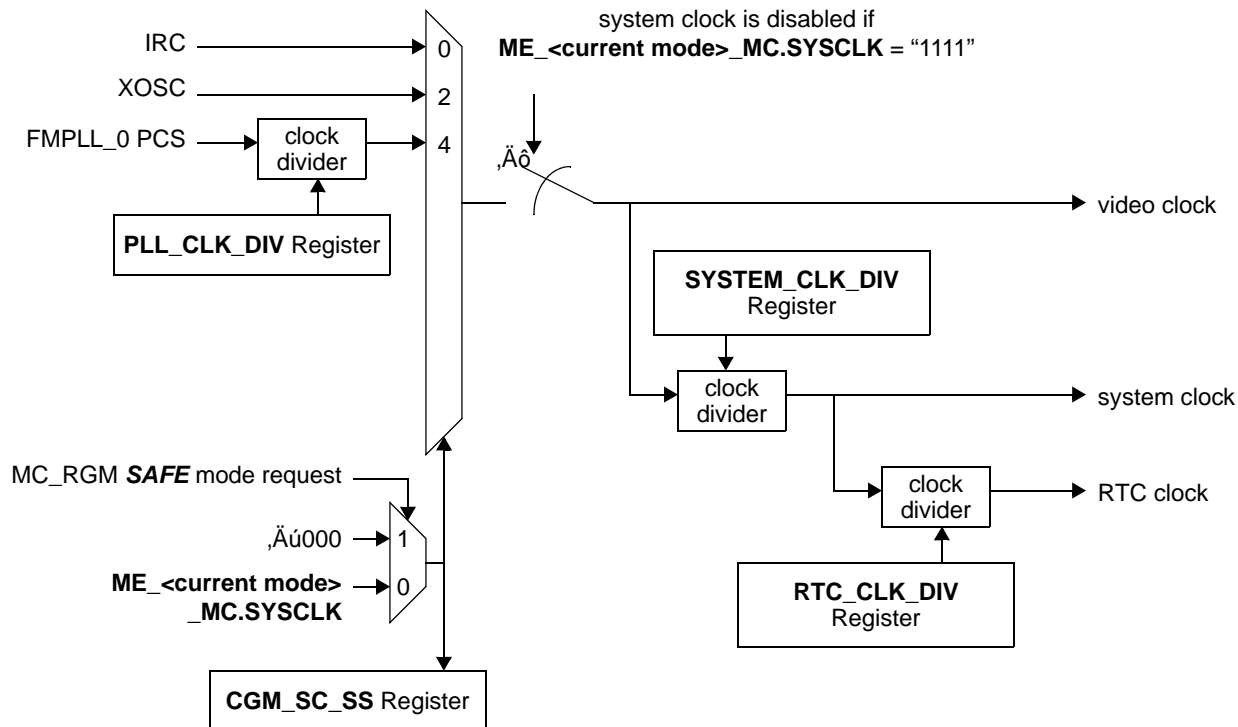 system clock is disabled if
ME_<current mode>_MC.SYSCLK = “1111”
IRC
0
XOSC
2
FMPLL_0 PCS
clock
divider
4
‚Äô
PLL_CLK_DIV Register
video clock
SYSTEM_CLK_DIV
Register
clock
divider
system clock
MC_RGM SAFE mode request
clock
divider
RTC clock
‚Äú000
1
ME_<current mode>
_MC.SYSCLK
0
RTC_CLK_DIV
Register
CGM_SC_SS Register